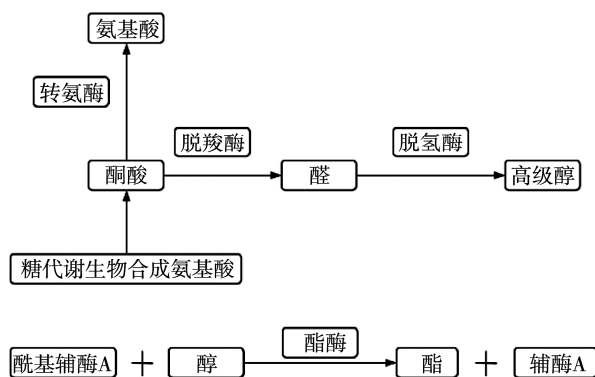 氨基酸
转氨酶
脱羧酶
脱氢酶
酮酸
醛
高级醇
糖代谢生物合成氨基酸
酰基辅酶A + 醇 酯酶 酯 + 辅酶A